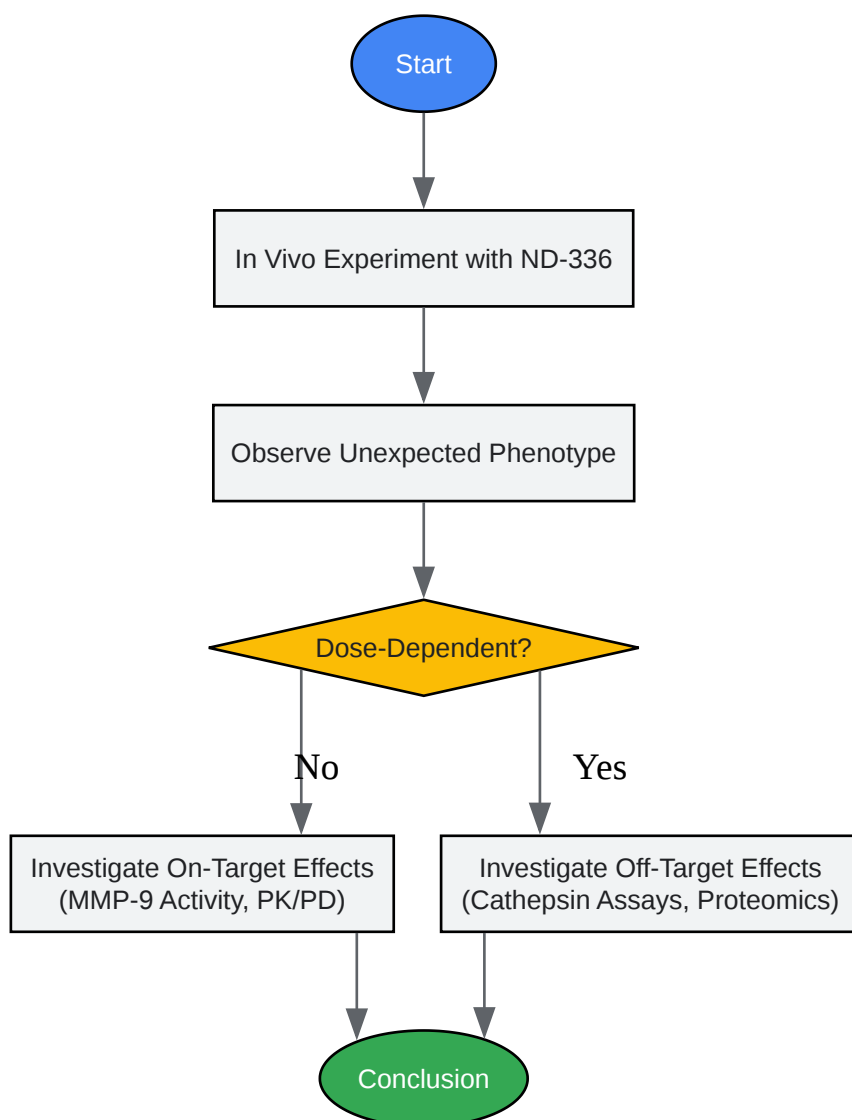 Start
In Vivo Experiment with ND-336
Observe Unexpected Phenotype
Dose-Dependent?
No
Yes
Investigate On-Target Effects
(MMP-9 Activity, PK/PD)
Investigate Off-Target Effects
(Cathepsin Assays, Proteomics)
Conclusion